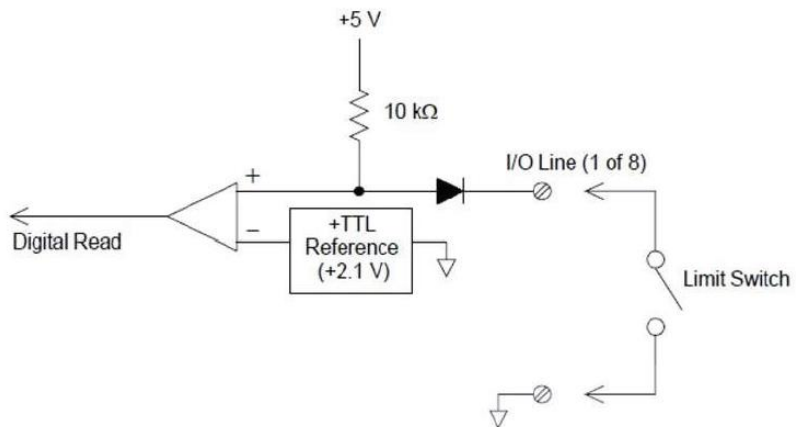 +5 V
10 kΩ
I/O Line (1 of 8)
+
−
+TTL
Reference
(+2.1 V)
Digital Read
Limit Switch